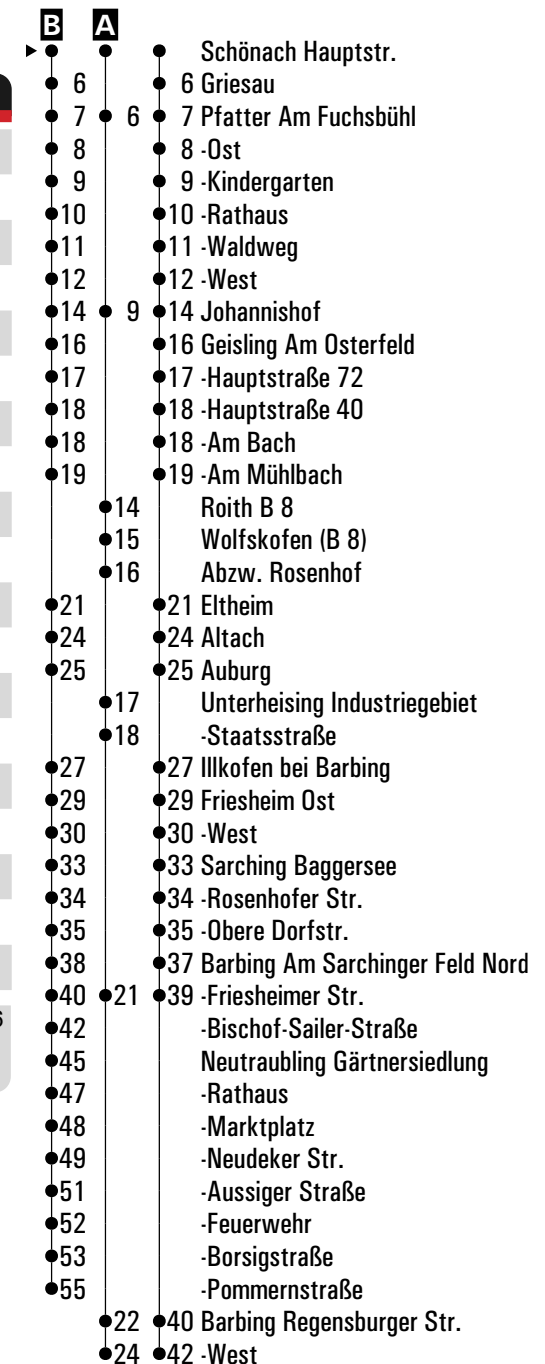 B A
Schönach Hauptstr.
6 6 Griesau
7 6 7 Pfatter Am Fuchsbühl
8 8 -Ost
9 9 -Kindergarten
10 10 -Rathaus
11 11 -Waldweg
12 12 -West
14 9 14 Johannishof
16 16 Geisling Am Osterfeld
17 17 -Hauptstraße 72
18 18 -Hauptstraße 40
18 18 -Am Bach
19 19 -Am Mühlbach
14 Roith B 8
15 Wolfskofen (B 8)
16 Abzw. Rosenhof
21 21 Eltheim
24 24 Altach
25 25 Auburg
17 Unterheising Industriegebiet
18 -Staatsstraße
27 27 Illkofen bei Barbing
29 29 Friesheim Ost
30 30 -West
33 33 Sarching Baggersee
34 34 -Rosenhofer Str.
35 35 -Obere Dorfstr.
38 37 Barbing Am Sarchinger Feld Nord
40 21 39 -Friesheimer Str.
42 -Bischof-Sailer-Straße
45 Neutraubling Gärtnersiedlung
47 -Rathaus
48 -Marktplatz
49 -Neudeker Str.
51 -Aussiger Straße
52 -Feuerwehr
53 -Borsigstraße
55 -Pommernstraße
22 40 Barbing Regensburger Str.
24 42 -West